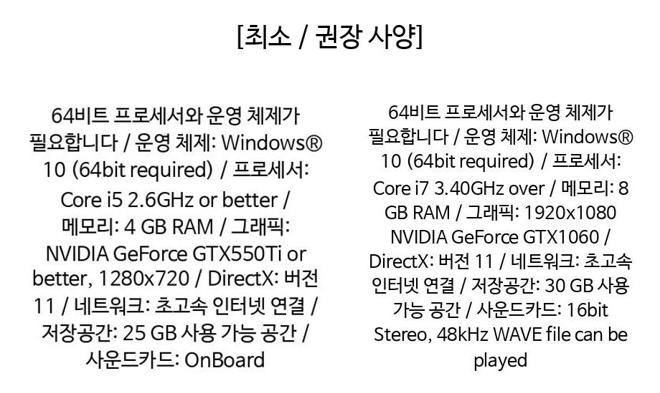 [최소 / 권장 사양]
64비트 프로세서와 운영 체제가
필요합니다 / 운영 체제: Windows®
10 (64bit required) / 프로세서:
Core i5 2.6GHz or better /
메모리: 4 GB RAM / 그래픽:
NVIDIA GeForce GTX550Ti or
better, 1280x720 / DirectX: 버전
11 / 네트워크: 초고속 인터넷 연결 /
저장공간: 25 GB 사용 가능 공간 /
사운드카드: OnBoard
64비트 프로세서와 운영 체제가
필요합니다 / 운영 체제: Windows®
10 (64bit required) / 프로세서:
Core i7 3.40GHz over / 메모리: 8
GB RAM / 그래픽: 1920x1080
NVIDIA GeForce GTX1060 /
DirectX: 버전 11 / 네트워크: 초고속
인터넷 연결 / 저장공간: 30 GB 사용
가능 공간 / 사운드카드: 16bit
Stereo, 48kHz WAVE file can be
played